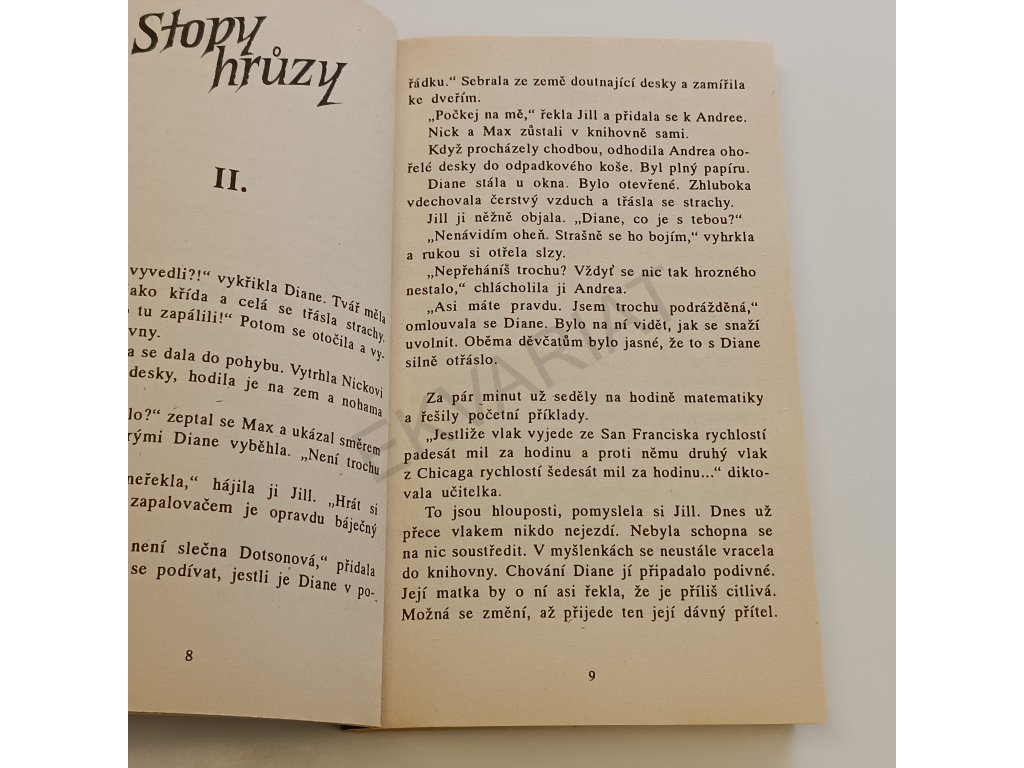 Stopy
hrůzy
II.
vyvedli?!“ vykřikla Diane. Tvář měla
jako křída a celá se třásla strachy.
tu zapálili!“ Potom se otočila a vy-
vny.
a se dala do pohybu. Vytrhla Nickovi
desky, hodila je na zem a nohama
lo?“ zeptal se Max a ukázal směrem
rými Diane vyběhla. „Není trochu
neřekla,“ hájila ji Jill. „Hrát si
zapalovačem je opravdu báječný
není slečna Dotsonová,“ přidala
se podívat, jestli je Diane v po-
8
řádku.“ Sebrala ze země doutnající desky a zamířila
ke dveřím.
„Počkej na mě,“ řekla Jill a přidala se k Andree.
Nick a Max zůstali v knihovně sami.
Když procházely chodbou, odhodila Andrea oho-
řelé desky do odpadkového koše. Byl plný papíru.
Diane stála u okna. Bylo otevřené. Zhluboka
vdechovala čerstvý vzduch a třásla se strachy.
Jill ji něžně objala. „Diane, co je s tebou?“
„Nenávidím oheň. Strašně se ho bojím,“ vyhrkla
a rukou si otřela slzy.
„Nepřeháníš trochu? Vždyť se nic tak hrozného
nestalo,“ chlácholila ji Andrea.
„Asi máte pravdu. Jsem trochu podrážděná,“
omlouvala se Diane. Bylo na ní vidět, jak se snaží
uvolnit. Oběma děvčatům bylo jasné, že to s Diane
silně otřáslo.
Za pár minut už seděly na hodině matematiky
a řešily početní příklady.
„Jestliže vlak vyjede ze San Franciska rychlostí
padesát mil za hodinu a proti němu druhý vlak
z Chicaga rychlostí šedesát mil za hodinu...“ dikto-
vala učitelka.
To jsou hlouposti, pomyslela si Jill. Dnes už
přece vlakem nikdo nejezdí. Nebyla schopna se
na nic soustředit. V myšlenkách se neustále vracela
do knihovny. Chování Diane jí připadalo podivné.
Její matka by o ní asi řekla, že je příliš citlivá.
Možná se změní, až přijede ten její dávný přítel.
9
EKVARIAT